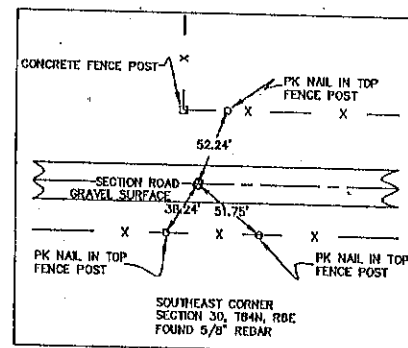 CONCRETE FENCE POST
PK NAIL IN TOP
FENCE POST
52.24'
SECTION ROAD
GRAVEL SURFACE
38.24'
51.75'
PK NAIL IN TOP
FENCE POST
PK NAIL IN TOP
FENCE POST
SOUTHEAST CORNER
SECTION 30, T84N, R8E
FOUND 5/8" REBAR